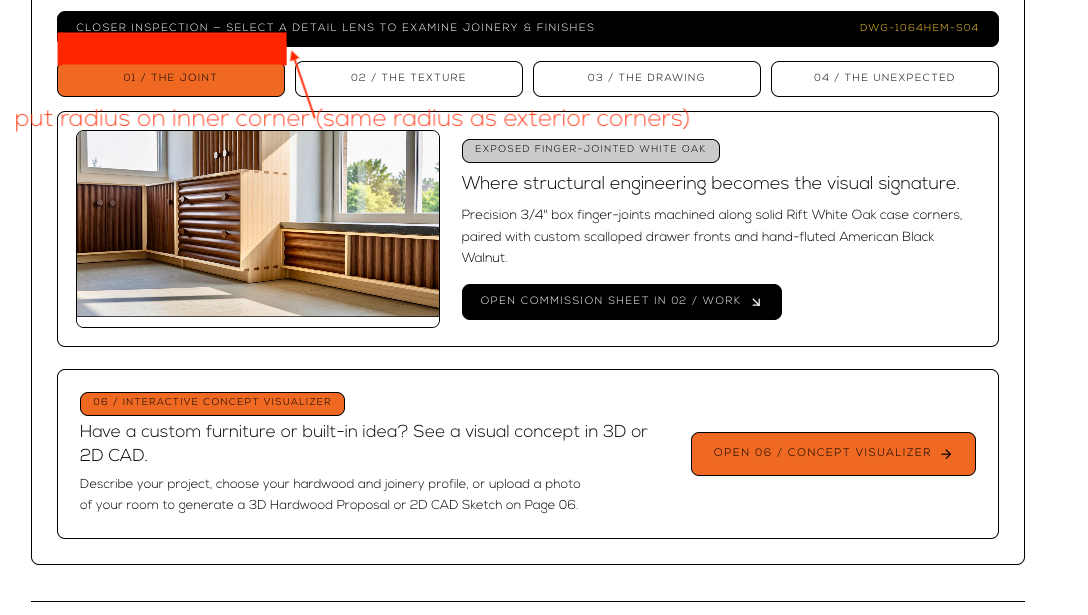 CLOSER INSPECTION – SELECT A DETAIL LENS TO EXAMINE JOINERY & FINISHES
DWG-1064HEM-S04
01 / THE JOINT
02 / THE TEXTURE
03 / THE DRAWING
04 / THE UNEXPECTED
put radius on inner corner (same radius as exterior corners)
EXPOSED FINGER-JOINTED WHITE OAK
Where structural engineering becomes the visual signature.
Precision 3/4" box finger-joints machined along solid Rift White Oak case corners,
paired with custom scalloped drawer fronts and hand-fluted American Black
Walnut.
OPEN COMMISSION SHEET IN 02 / WORK
06 / INTERACTIVE CONCEPT VISUALIZER
Have a custom furniture or built-in idea? See a visual concept in 3D or
2D CAD.
Describe your project, choose your hardwood and joinery profile, or upload a photo
of your room to generate a 3D Hardwood Proposal or 2D CAD Sketch on Page 06.
OPEN 06 / CONCEPT VISUALIZER